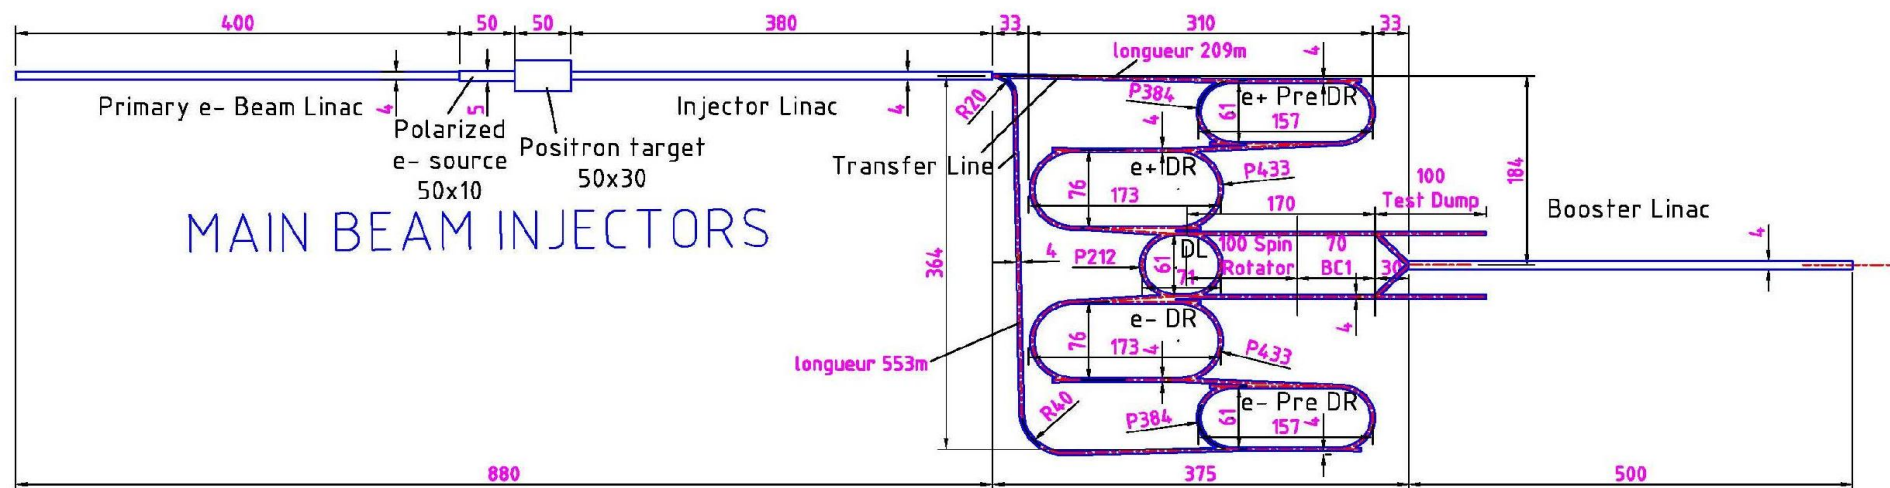 400
50
50
380
33
310
33
longueur 209m
4
Primary e- Beam Linac
4
5
Injector Linac
4
R20
P384
e+ Pre DR
61
157
Polarized
e- source
50x10
Positron target
50x30
Transfer Line
4
e+ DR
P433
76
173
184
100
Test Dump
170
Booster Linac
MAIN BEAM INJECTORS
364
4
P212
DL
61
71
100 Spin
Rotator
70
BC1
30
4
4
e- DR
76
173
4
P433
longueur 553m
R40
P384
e- Pre DR
61
157
4
880
375
500